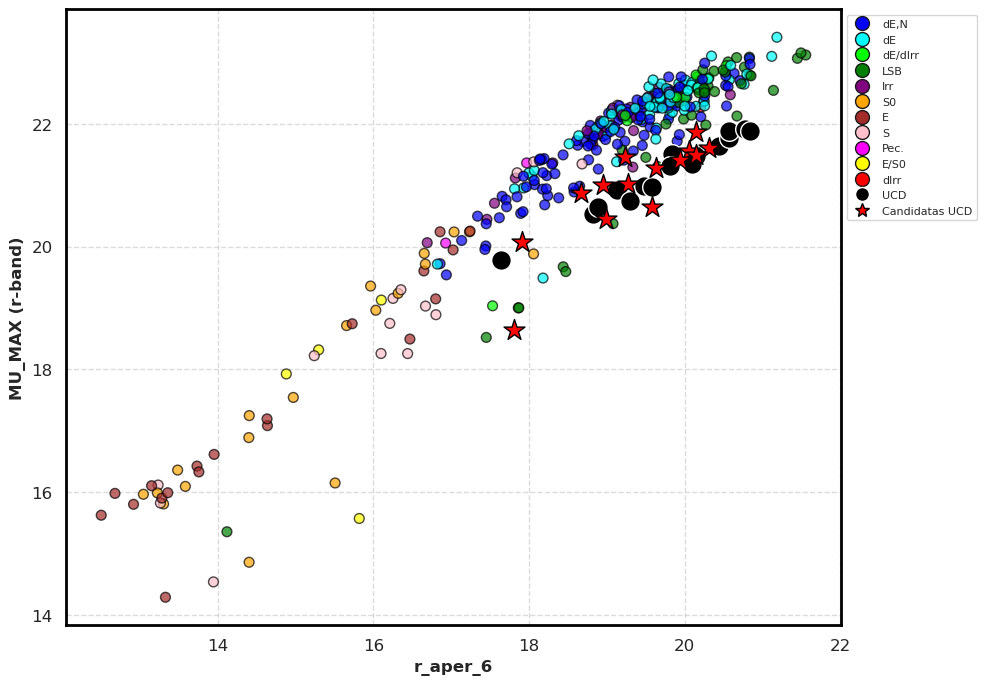 22
20
18
16
14
MU_MAX (r-band)
14
16
18
20
22
r_aper_6
dE,N
dE
dE/dIrr
LSB
Irr
S0
E
S
Pec.
E/S0
dIrr
UCD
Candidatas UCD